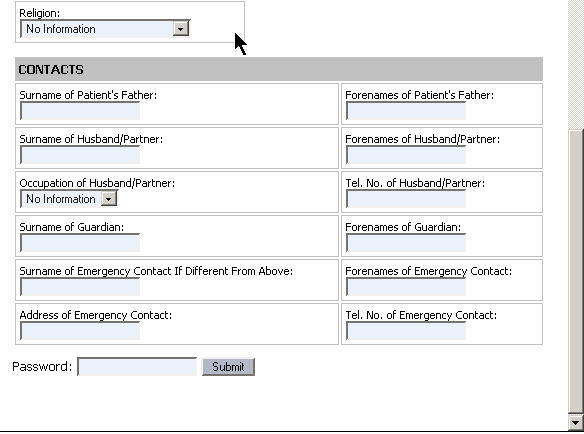 Religion:
No Information
CONTACTS
Surname of Patient's Father:
Forenames of Patient's Father:
Surname of Husband/Partner:
Forenames of Husband/Partner:
Occupation of Husband/Partner:
No Information
Tel. No. of Husband/Partner:
Surname of Guardian:
Forenames of Guardian:
Surname of Emergency Contact If Different From Above:
Forenames of Emergency Contact:
Address of Emergency Contact:
Tel. No. of Emergency Contact:
Password:
Submit